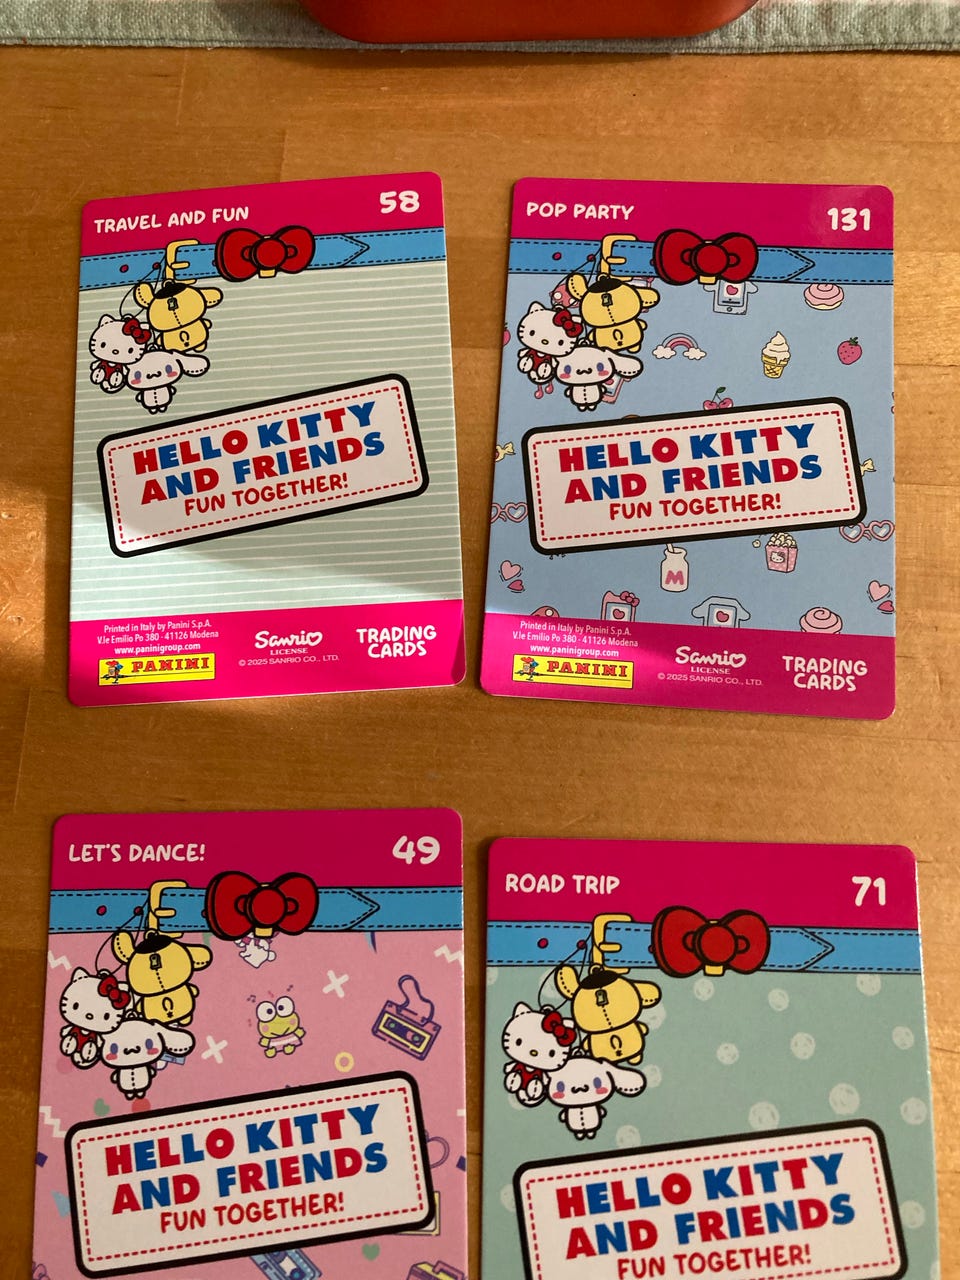 TRAVEL AND FUN
58
HELLO KITTY
AND FRIENDS
FUN TOGETHER!
Printed in Italy by Panini S.p.A.
V.le Emilio Po 380 - 41126 Modena
www.paninigroup.com
PANINI
Sanrio
LICENSE
© 2025 SANRIO CO., LTD.
TRADING
CARDS
POP PARTY
131
HELLO KITTY
AND FRIENDS
FUN TOGETHER!
M
Printed in Italy by Panini S.p.A.
V.le Emilio Po 380 - 41126 Modena
www.paninigroup.com
PANINI
Sanrio
LICENSE
© 2025 SANRIO CO., LTD.
TRADING
CARDS
LET'S DANCE!
49
HELLO KITTY
AND FRIENDS
FUN TOGETHER!
ROAD TRIP
71
HELLO KITTY
AND FRIENDS
FUN TOGETHER!